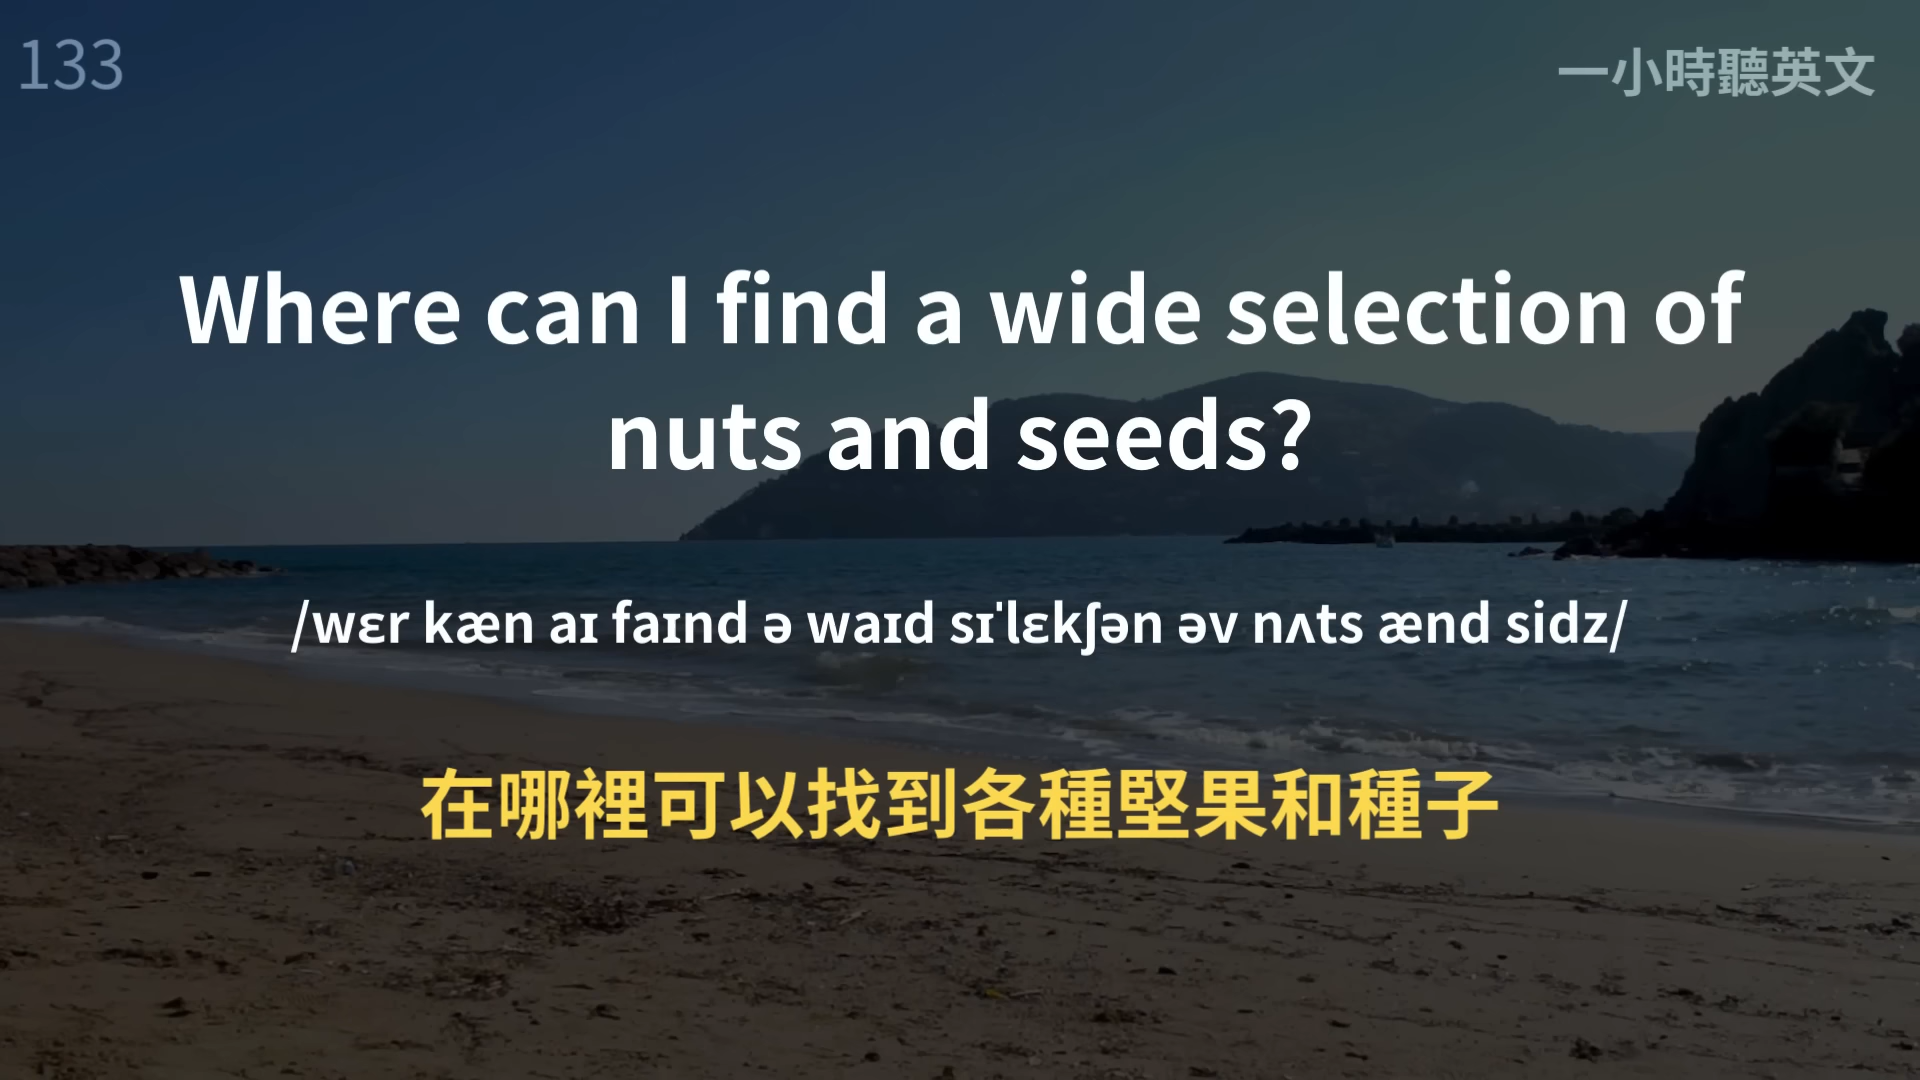 133
一小時聽英文
Where can I find a wide selection of
nuts and seeds?
/wɛr kæn aɪ faɪnd ə waɪd sɪˈlɛkʃən əv nʌts ænd sidz/
在哪裡可以找到各種堅果和種子